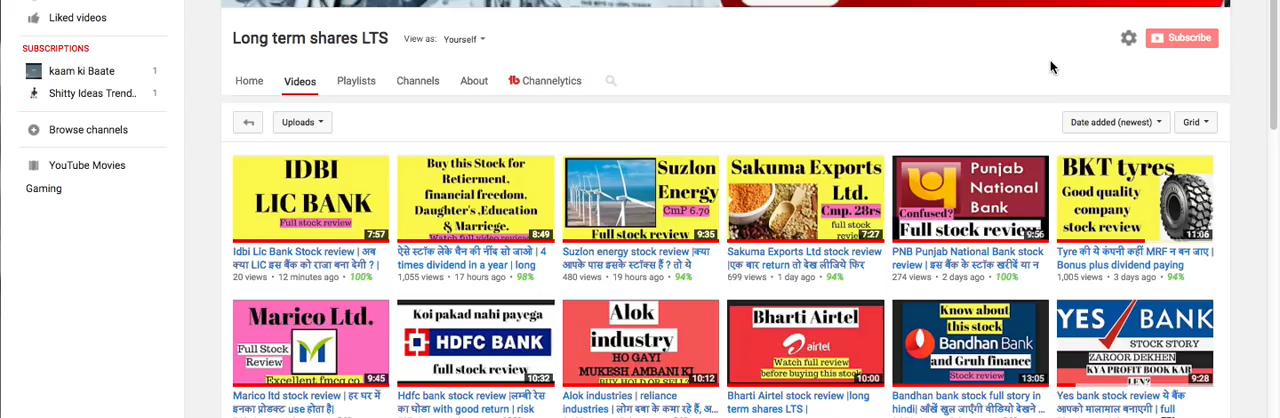 Liked videos
SUBSCRIPTIONS
kaam ki Baate 1
Shitty Ideas Trend.. 1
Browse channels
YouTube Movies
Gaming
Long term shares LTS View as: Yourself
Subscribe
Home Videos Playlists Channels About tb Channelytics
Uploads Date added (newest) Grid
IDBI
LIC BANK
Full stock review
7:57
Idbi Lic Bank Stock review | अब
क्या LIC इस बैंक को राजा बना देगी ? |
20 views • 12 minutes ago • 100%
Buy this Stock for
Retierment,
financial freedom,
Daughter's ,Education
& Marriege.
Watch full video review
8:49
ऐसे स्टॉक लेके चैन की नींब सो जाओ | 4
times dividend in a year | long
1,005 views • 17 hours ago • 98%
Suzlon
Energy
CmP 6.70
Full stock review
9:35
Suzlon energy stock review |क्या
आपके पास इसके स्टॉक्स हैं ? तो ये
480 views • 19 hours ago • 94%
Sakuma Exports
Ltd.
Cmp. 28rs
full stock
7:27
Sakuma Exports Ltd stock review
|एक बार return तो देख लीजिये फिर
699 views • 1 day ago • 94%
Punjab
National
Bank
Confused?
Full stock review
9:56
PNB Punjab National Bank stock
review | इस बैंक के स्टॉक खरीदें या न
274 views • 2 days ago • 100%
BKT tyres
Good quality
company
stock
review
11:06
Tyre की ये कंपनी कहीं MRF न बन जाए |
Bonus plus dividend paying
1,005 views • 3 days ago • 94%
Marico Ltd.
Full Stock
Review
Excellent fmcg co.
9:45
Marico ltd stock review | हर घर में
इनका प्रोडक्ट use होता है|
Koi pakad nahi payega
HDFC BANK
full stock review
10:32
Hdfc bank stock review |लम्बी रेस
का घोडा with good return | risk
Alok
industry
HO GAYI
MUKESH AMBANI KI
BUY HOLD OR SELL?
10:12
Alok industries | reliance
industries | लोग दबा के कमा रहे हैं, अ...
Bharti Airtel
airtel
Watch full review
before buying this stock
10:00
Bharti Airtel stock review |long
term shares LTS |
Know about
this stock
Bandhan Bank
and Gruh finance
Stock review
13:05
Bandhan bank stock full story in
hindi| आँखें खुल जाएँगी वीडियो देखने ...
YES BANK
STOCK STORY
ZAROOR DEKHEN
KYA PROFIT BOOK KAR
LEN?
9:28
Yes bank stock review में ये बैंक
आपको मालामाल बनाएगी ! | full